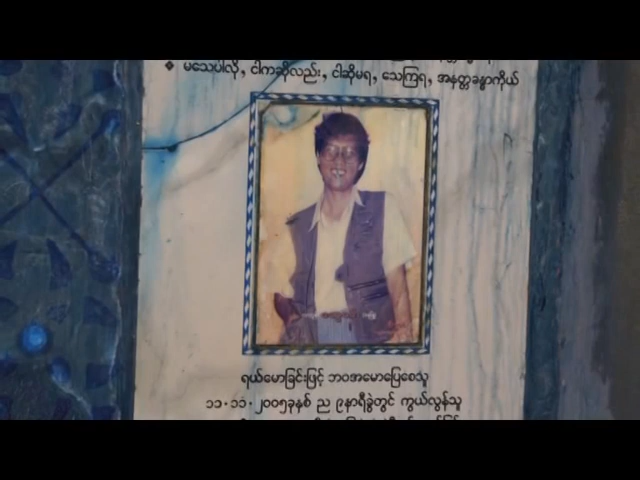 ❖ မသေပါလို့, ငါကဆိုလည်း, ငါဆိုမရ, သေကြရ, အနတ္တခန္ဓာကိုယ်
ရယ်မောခြင်းဖြင့် ဘဝအမောပြေစေသူ
၁၁.၁၁.၂၀၀၅ခုနှစ် ည ၉နာရီခွဲတွင် ကွယ်လွန်သူ